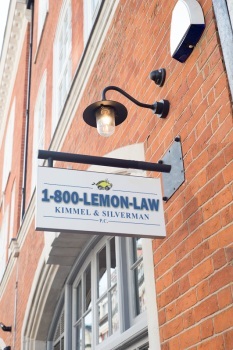 1-800-LEMON-LAW
KIMMEL & SILVERMAN
P.C.